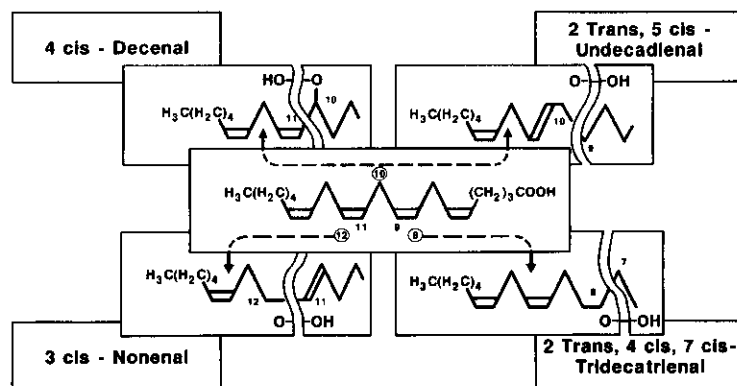 4 cis - Decenal
2 Trans, 5 cis -
Undecadienal
HO
O
10
H₃C(H₂C)₄
11
O
OH
H₃C(H₂C)₄
10
9
10
H₃C(H₂C)₄
(CH₂)₃COOH
11
9
12
8
H₃C(H₂C)₄
12
11
O
OH
H₃C(H₂C)₄
7
8
O
OH
3 cis - Nonenal
2 Trans, 4 cis, 7 cis-
Tridecatrienal